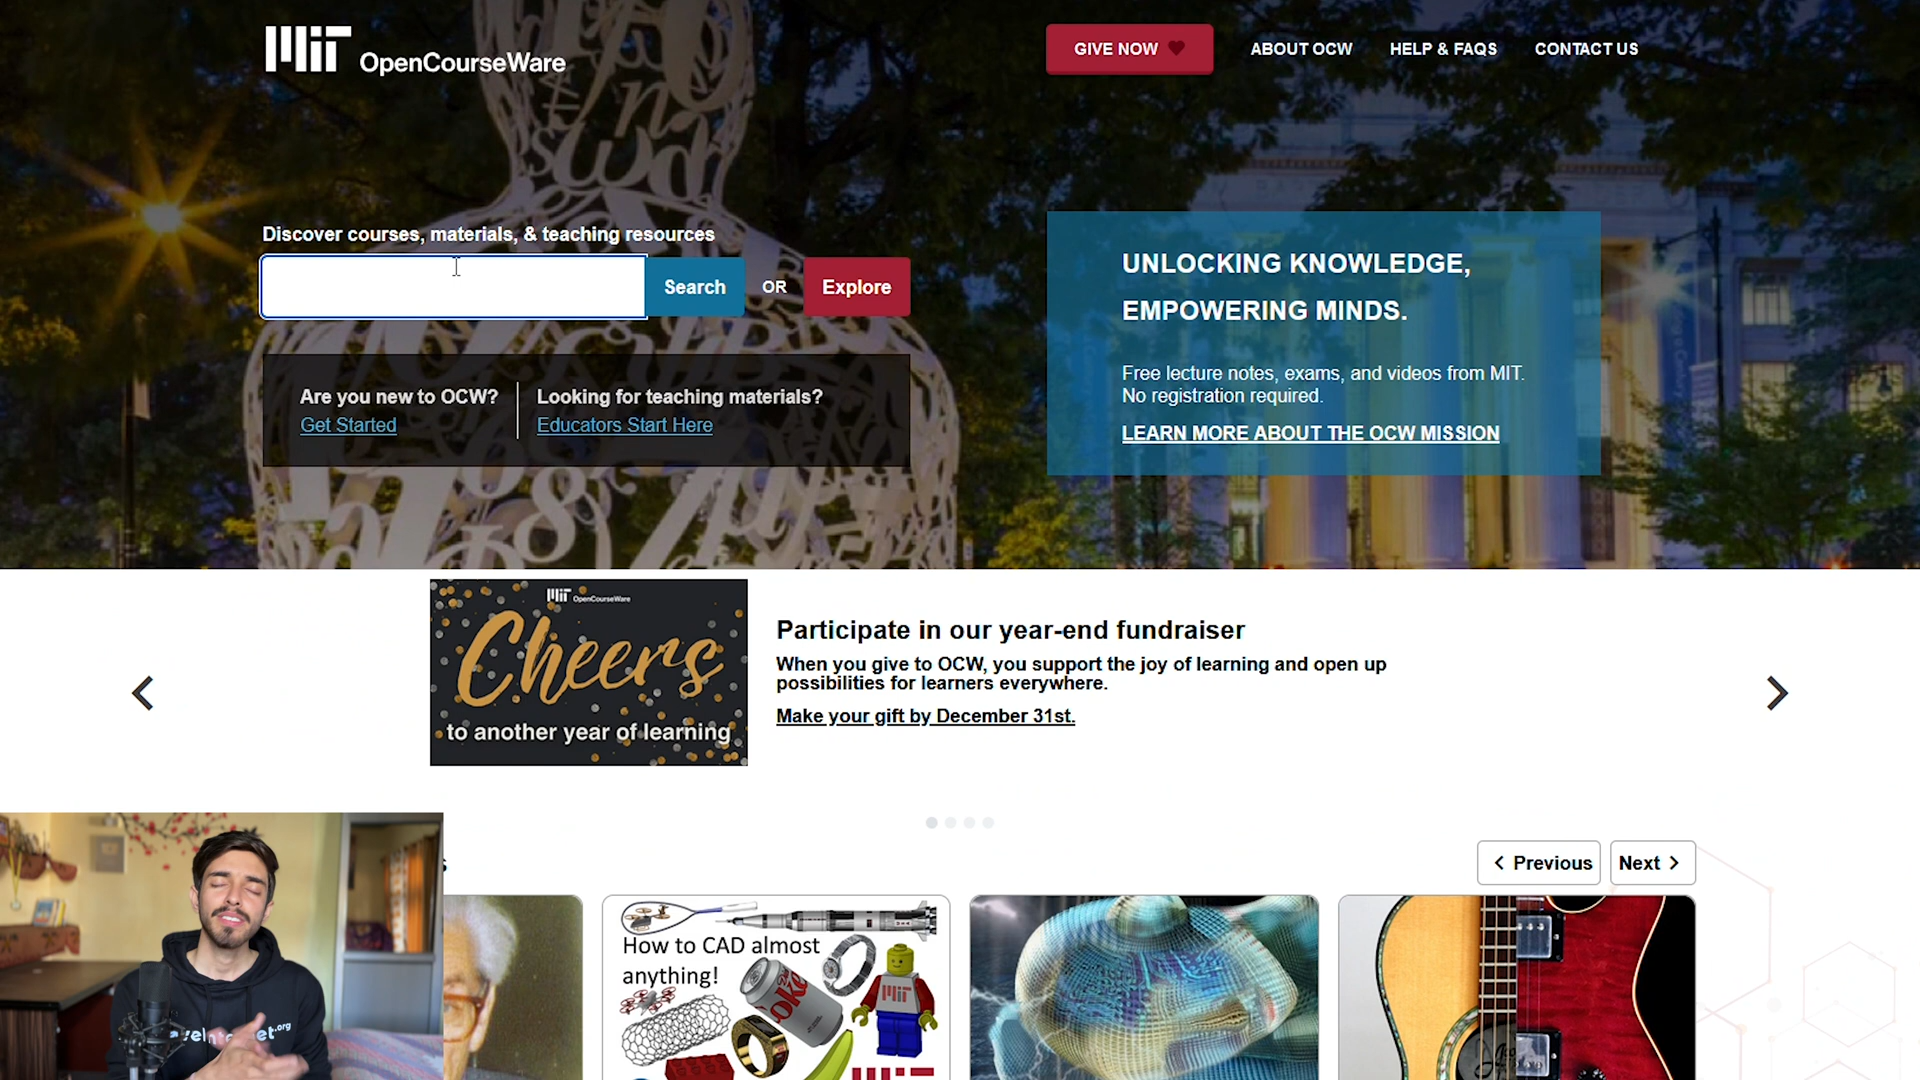 MIT OpenCourseWare
GIVE NOW
ABOUT OCW
HELP & FAQS
CONTACT US
Discover courses, materials, & teaching resources
Search
OR
Explore
Are you new to OCW?
Get Started
Looking for teaching materials?
Educators Start Here
UNLOCKING KNOWLEDGE,
EMPOWERING MINDS.
Free lecture notes, exams, and videos from MIT.
No registration required.
LEARN MORE ABOUT THE OCW MISSION
MIT OpenCourseWare
Cheers
to another year of learning
Participate in our year-end fundraiser
When you give to OCW, you support the joy of learning and open up
possibilities for learners everywhere.
Make your gift by December 31st.
Previous
Next
How to CAD almost
anything!
Coke
MIT